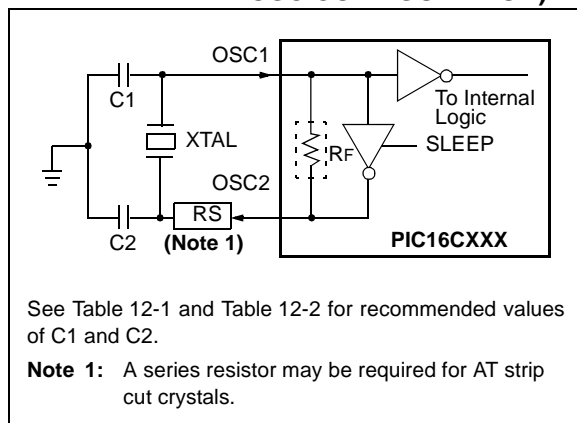 OSC1
C1
To Internal
Logic
XTAL
RF
SLEEP
OSC2
RS
C2
(Note 1)
PIC16CXXX
See Table 12-1 and Table 12-2 for recommended values
of C1 and C2.
Note 1: A series resistor may be required for AT strip
cut crystals.